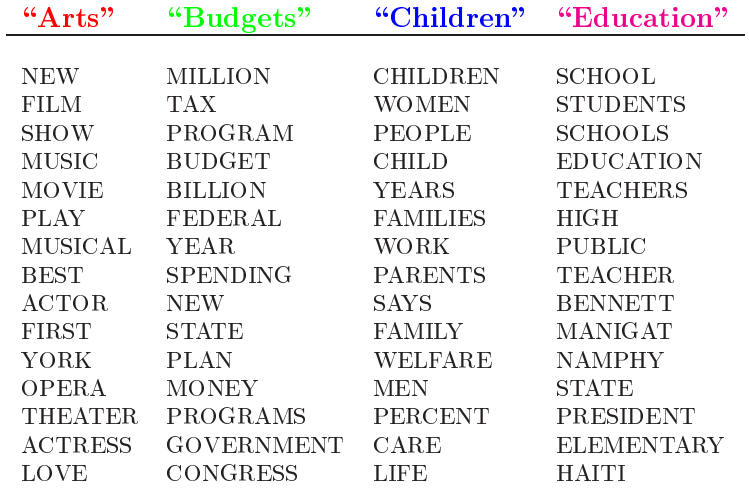 “Arts” “Budgets” “Children” “Education”
NEW MILLION CHILDREN SCHOOL
FILM TAX WOMEN STUDENTS
SHOW PROGRAM PEOPLE SCHOOLS
MUSIC BUDGET CHILD EDUCATION
MOVIE BILLION YEARS TEACHERS
PLAY FEDERAL FAMILIES HIGH
MUSICAL YEAR WORK PUBLIC
BEST SPENDING PARENTS TEACHER
ACTOR NEW SAYS BENNETT
FIRST STATE FAMILY MANIGAT
YORK PLAN WELFARE NAMPHY
OPERA MONEY MEN STATE
THEATER PROGRAMS PERCENT PRESIDENT
ACTRESS GOVERNMENT CARE ELEMENTARY
LOVE CONGRESS LIFE HAITI